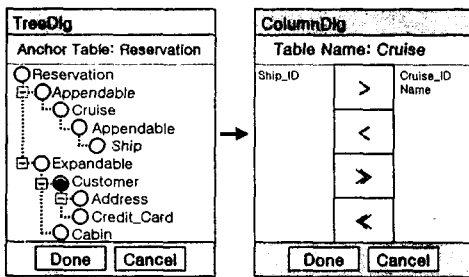 TreeDlg
Anchor Table: Reservation
Reservation
Appendable
Cruise
Appendable
Ship
Expandable
Customer
Address
Credit_Card
Cabin
Done
Cancel
ColumnDlg
Table Name: Cruise
Ship_ID
>
<
≫
≪
Cruise_ID
Name
Done
Cancel